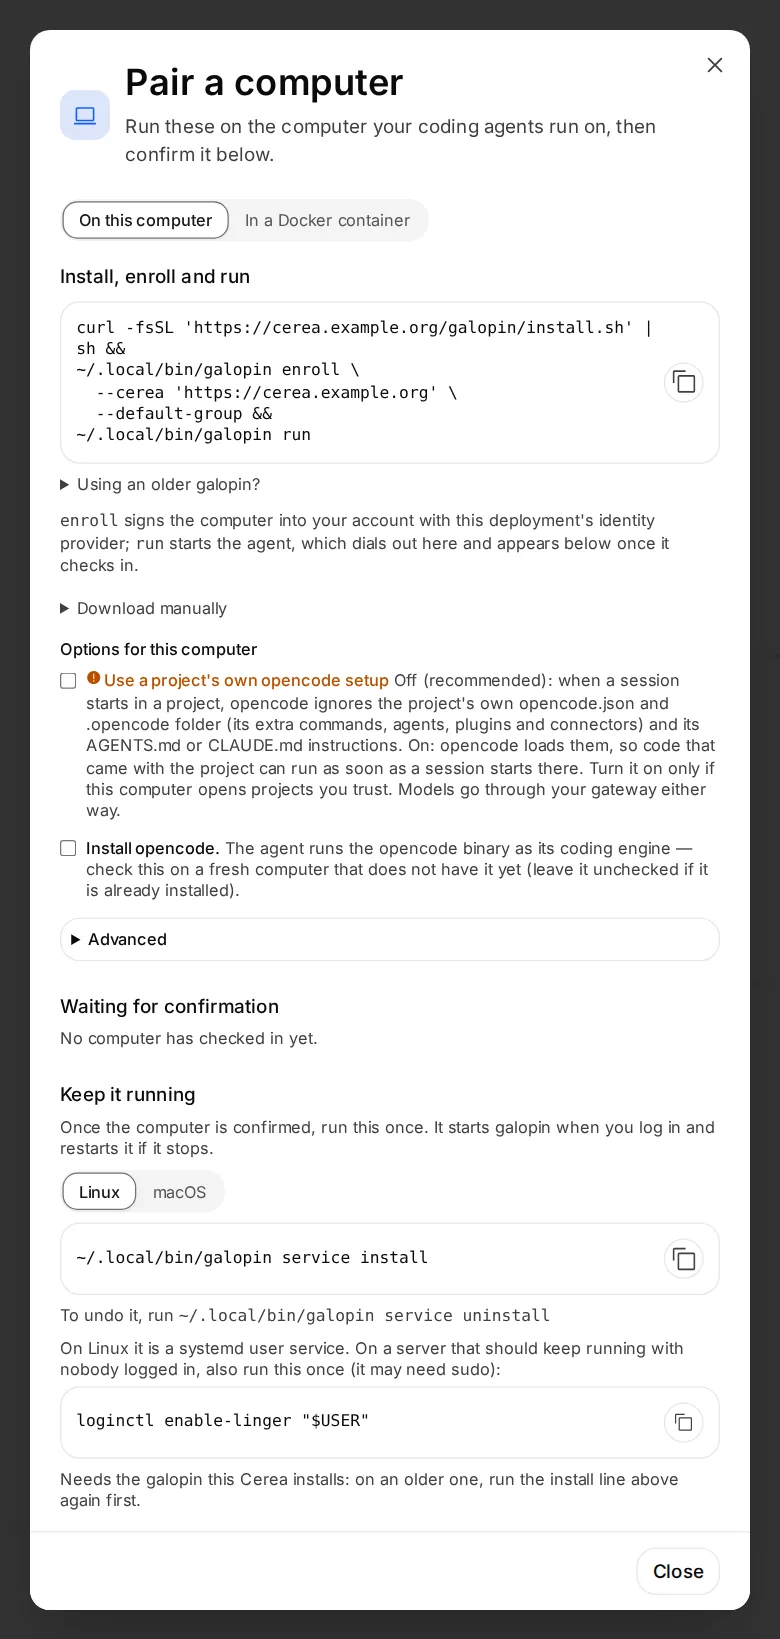 Pair a computer
Run these on the computer your coding agents run on, then
confirm it below.
On this computer
In a Docker container
Install, enroll and run
curl -fsSL 'https://cerea.example.org/galopin/install.sh' |
sh &&
~/.local/bin/galopin enroll \
  --cerea 'https://cerea.example.org' \
  --default-group &&
~/.local/bin/galopin run
Using an older galopin?
enroll signs the computer into your account with this deployment's identity
provider; run starts the agent, which dials out here and appears below once it
checks in.
Download manually
Options for this computer
Use a project's own opencode setup Off (recommended): when a session
starts in a project, opencode ignores the project's own opencode.json and
.opencode folder (its extra commands, agents, plugins and connectors) and its
AGENTS.md or CLAUDE.md instructions. On: opencode loads them, so code that
came with the project can run as soon as a session starts there. Turn it on only if
this computer opens projects you trust. Models go through your gateway either
way.
Install opencode. The agent runs the opencode binary as its coding engine —
check this on a fresh computer that does not have it yet (leave it unchecked if it
is already installed).
Advanced
Waiting for confirmation
No computer has checked in yet.
Keep it running
Once the computer is confirmed, run this once. It starts galopin when you log in and
restarts it if it stops.
Linux
macOS
~/.local/bin/galopin service install
To undo it, run ~/.local/bin/galopin service uninstall
On Linux it is a systemd user service. On a server that should keep running with
nobody logged in, also run this once (it may need sudo):
loginctl enable-linger "$USER"
Needs the galopin this Cerea installs: on an older one, run the install line above
again first.
Close